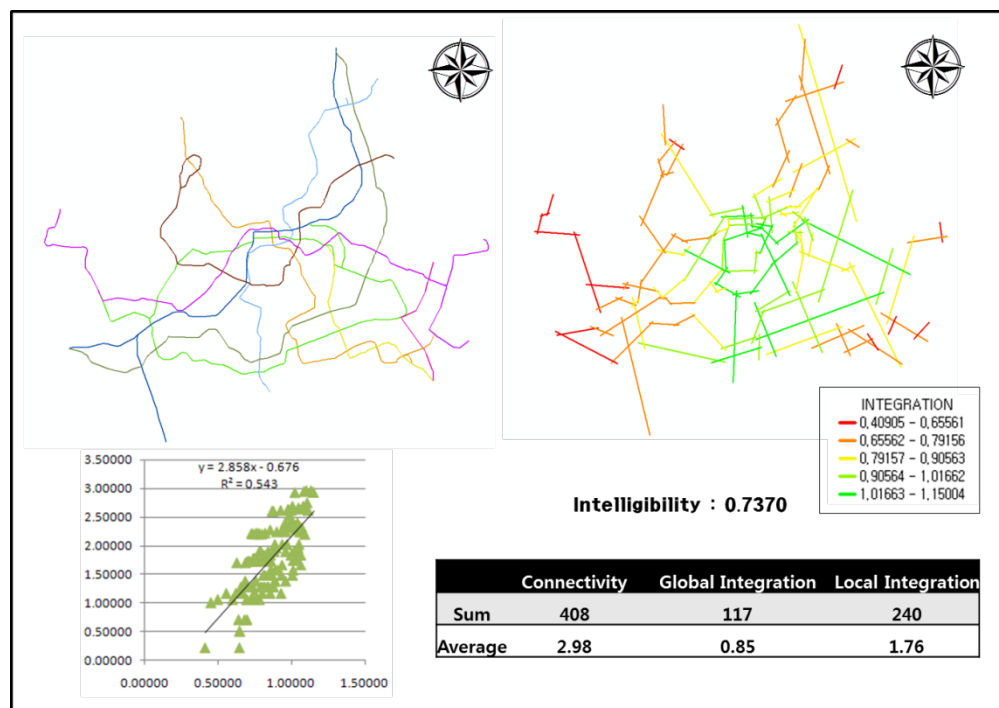 INTEGRATION
0,40905 - 0,65561
0,65562 - 0,79156
0,79157 - 0,90563
0,90564 - 1,01662
1,01663 - 1,15004
y = 2.858x - 0.676
R² = 0.543
3.50000
3.00000
2.50000
2.00000
1.50000
1.00000
0.50000
0.00000
0.00000 0.50000 1.00000 1.50000
Intelligibility : 0.7370
Connectivity Global Integration Local Integration
Sum 408 117 240
Average 2.98 0.85 1.76